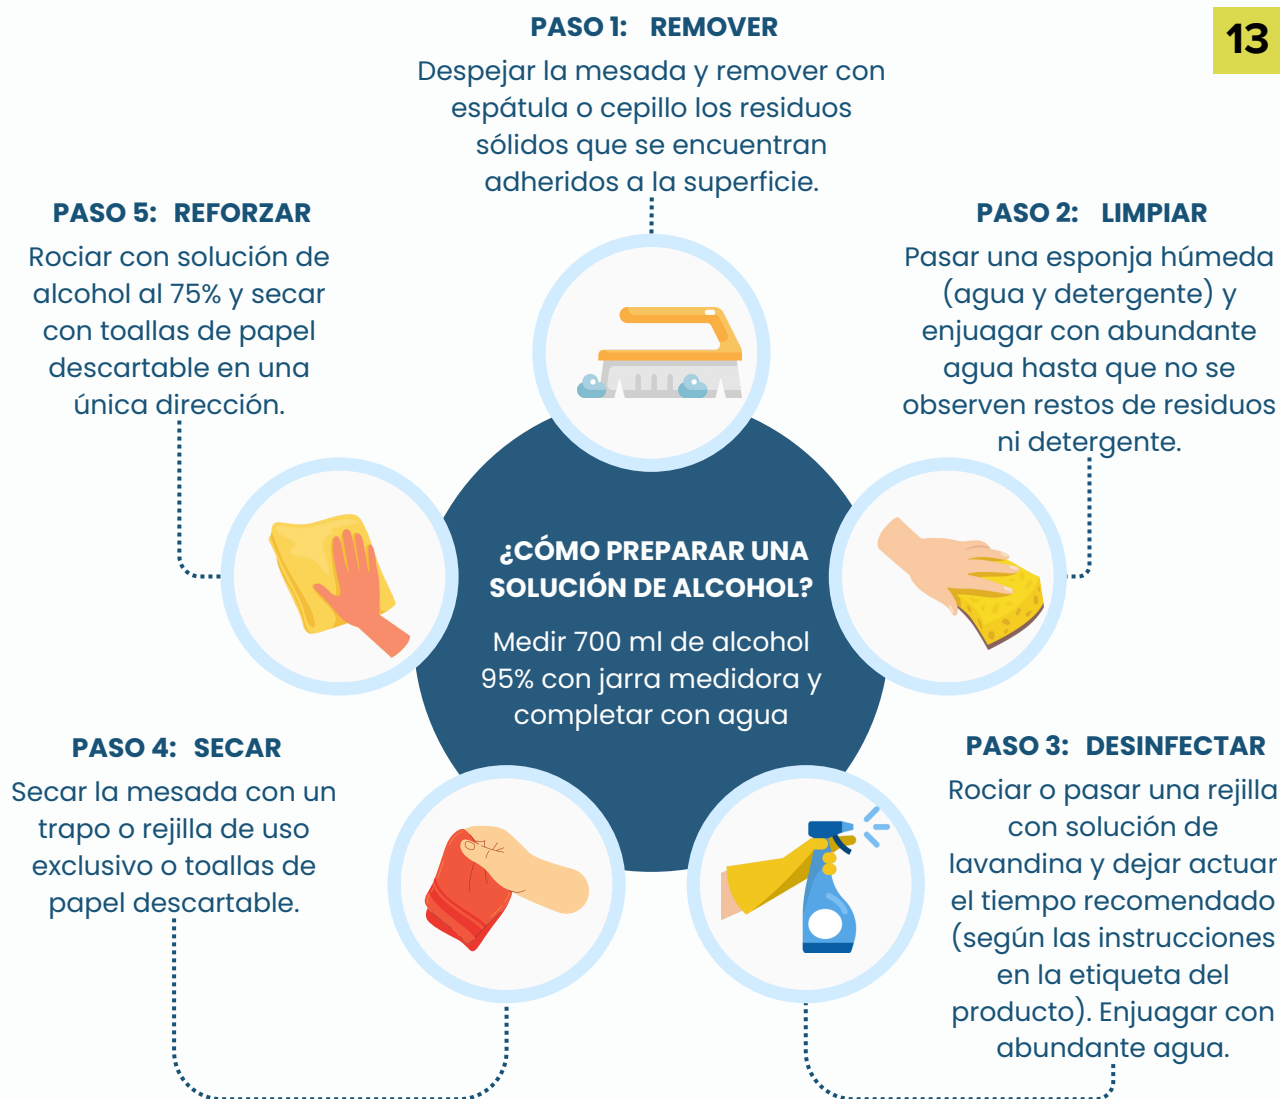 13
PASO 1: REMOVER
Despejar la mesada y remover con
espátula o cepillo los residuos
sólidos que se encuentran
adheridos a la superficie.
PASO 2: LIMPIAR
Pasar una esponja húmeda
(agua y detergente) y
enjuagar con abundante
agua hasta que no se
observen restos de residuos
ni detergente.
PASO 3: DESINFECTAR
Rociar o pasar una rejilla
con solución de
lavandina y dejar actuar
el tiempo recomendado
(según las instrucciones
en la etiqueta del
producto). Enjuagar con
abundante agua.
PASO 4: SECAR
Secar la mesada con un
trapo o rejilla de uso
exclusivo o toallas de
papel descartable.
PASO 5: REFORZAR
Rociar con solución de
alcohol al 75% y secar
con toallas de papel
descartable en una
única dirección.
¿CÓMO PREPARAR UNA
SOLUCIÓN DE ALCOHOL?
Medir 700 ml de alcohol
95% con jarra medidora y
completar con agua